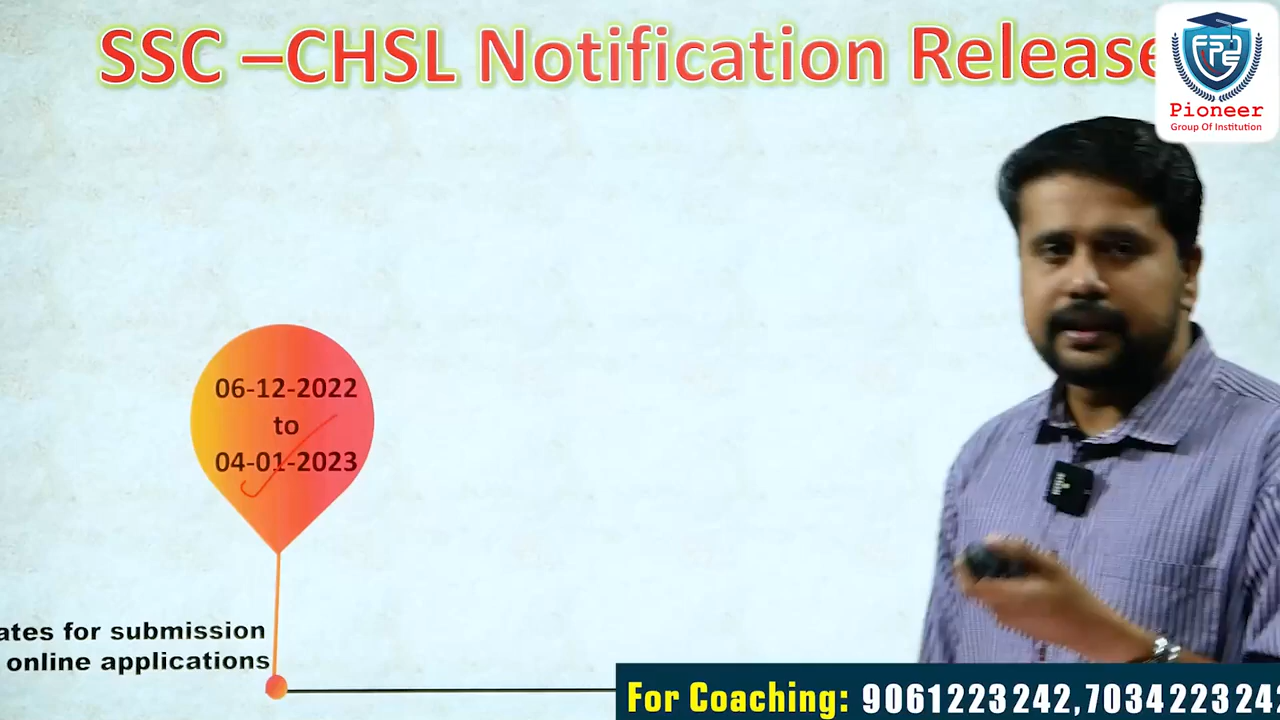 SSC –CHSL Notification Release
FPGE
Pioneer
Group Of Institution
06-12-2022
to
04-01-2023
ates for submission
online applications
For Coaching: 9061223242,7034223242